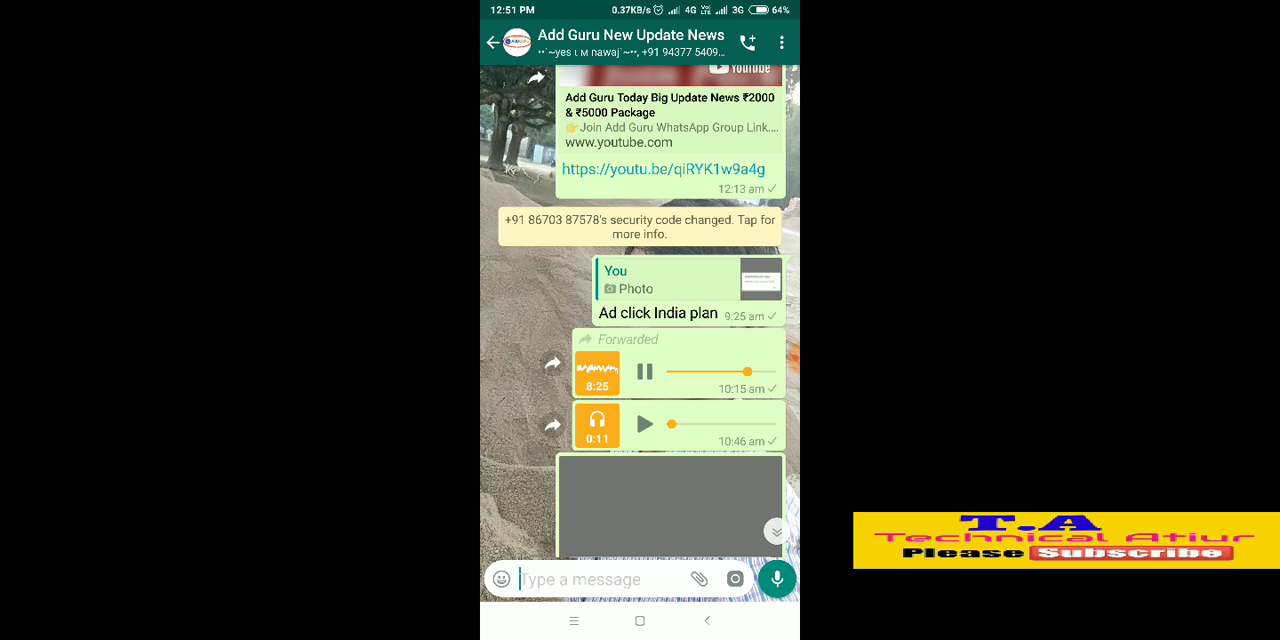 12:51 PM
0.37KB/s 4G VoLTE 3G 64%
Add Guru New Update News
nawaj`~••, +91 94377 5409...
YouTube
Add Guru Today Big Update News ₹2000
& ₹5000 Package
👉Join Add Guru WhatsApp Group Link....
www.youtube.com
https://youtu.be/qiRYK1w9a4g
12:13 am
+91 86703 87578's security code changed. Tap for
more info.
You
Photo
Ad click India plan 9:25 am
Forwarded
8:25
10:15 am
0:11
10:46 am
Type a message
T.A
Technical Atiur
Please Subscribe